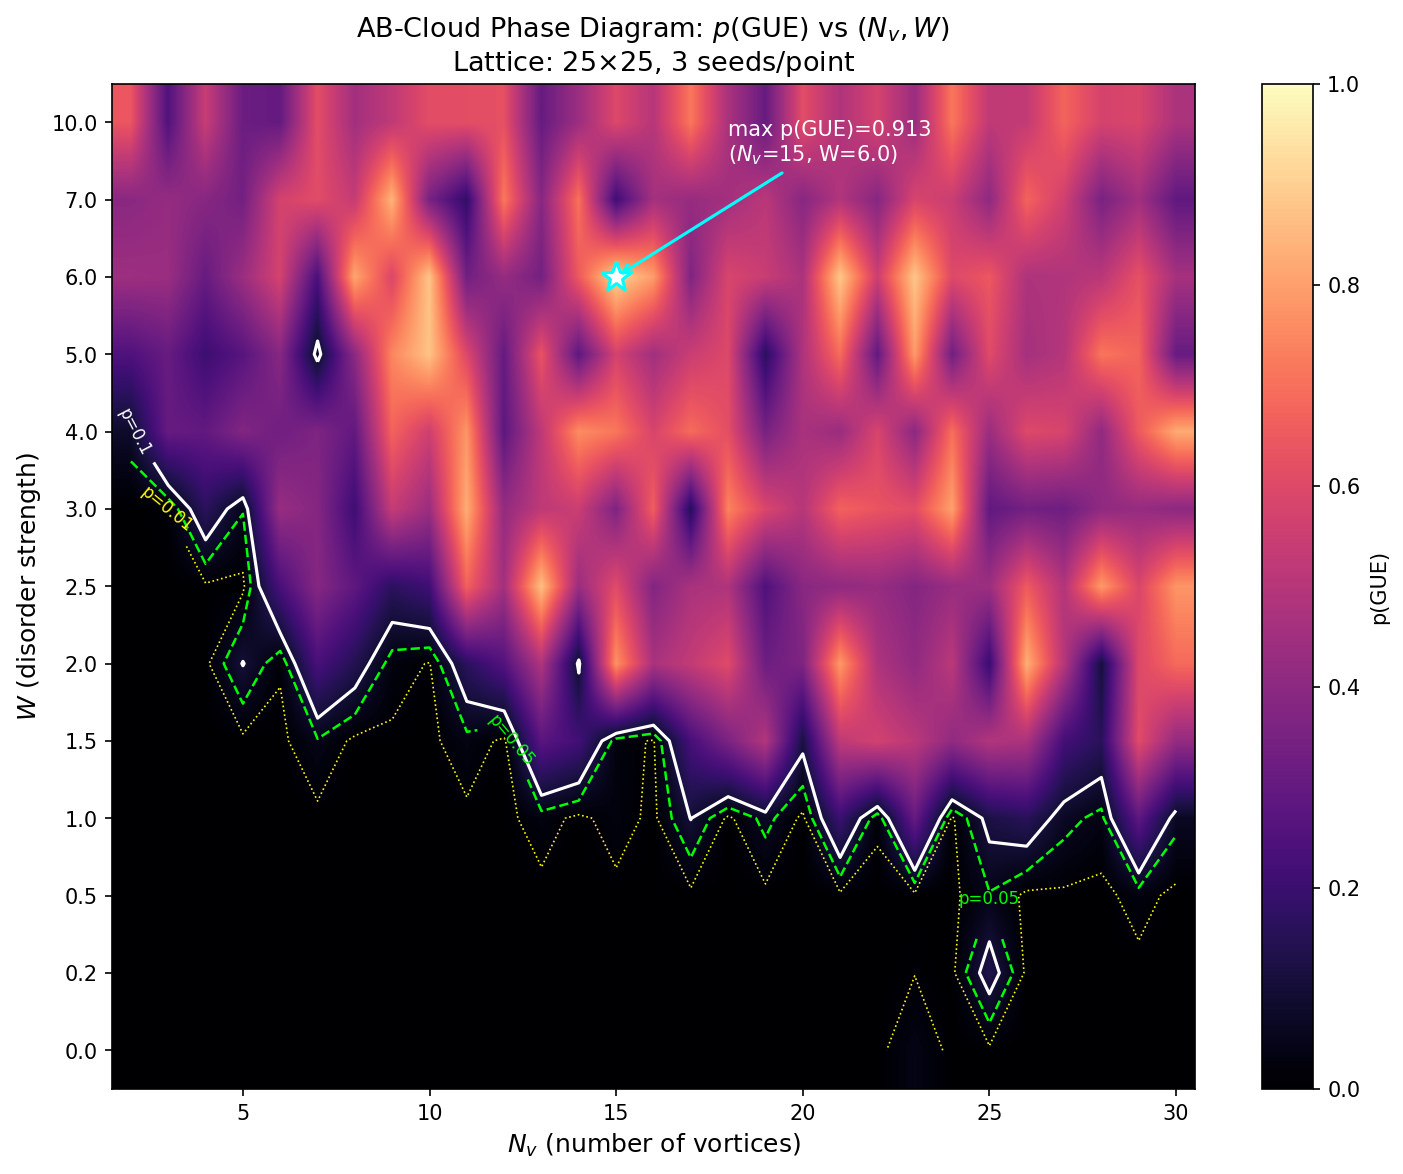 AB-Cloud Phase Diagram: p(GUE) vs (N_v, W)
Lattice: 25×25, 3 seeds/point
max p(GUE)=0.913
(N_v=15, W=6.0)
10.0
7.0
6.0
5.0
4.0
3.0
2.5
2.0
1.5
1.0
0.5
0.2
0.0
W (disorder strength)
p=0.1
p=0.01
p=0.05
p=0.05
5
10
15
20
25
30
N_v (number of vortices)
1.0
0.8
0.6
0.4
0.2
0.0
p(GUE)